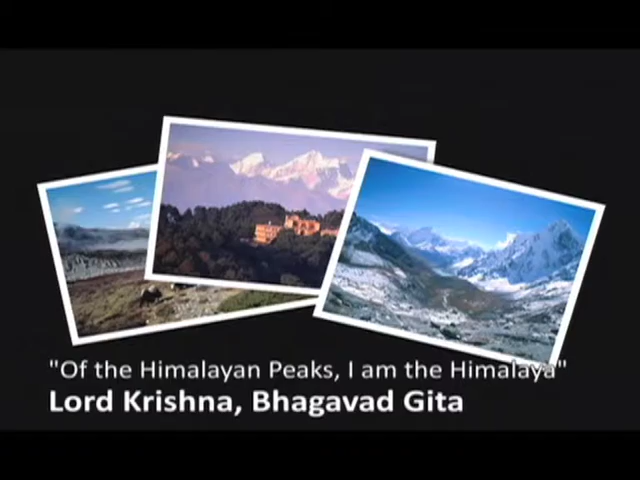 "Of the Himalayan Peaks, I am the Himalaya"
Lord Krishna, Bhagavad Gita